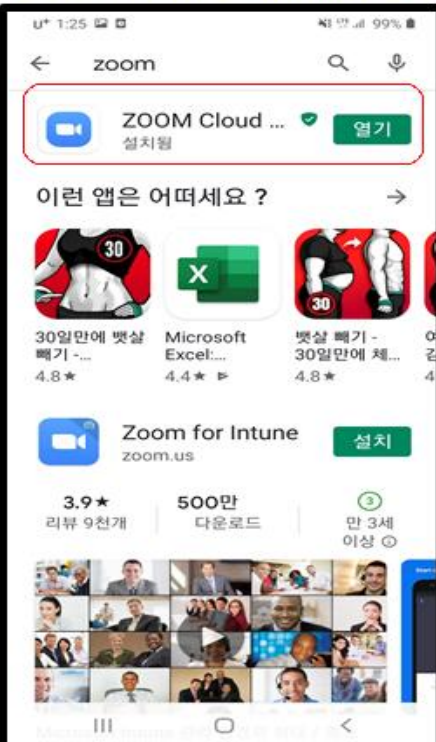 U+ 1:25
99%
zoom
ZOOM Cloud ...
설치됨
열기
이런 앱은 어떠세요 ?
30
X
30
30일만에 뱃살
빼기 -...
4.8★
Microsoft
Excel:...
4.4★
뱃살 빼기 -
30일만에 체...
4.8★
4
Zoom for Intune
zoom.us
설치
3.9★
리뷰 9천개
500만
다운로드
3
만 3세
이상